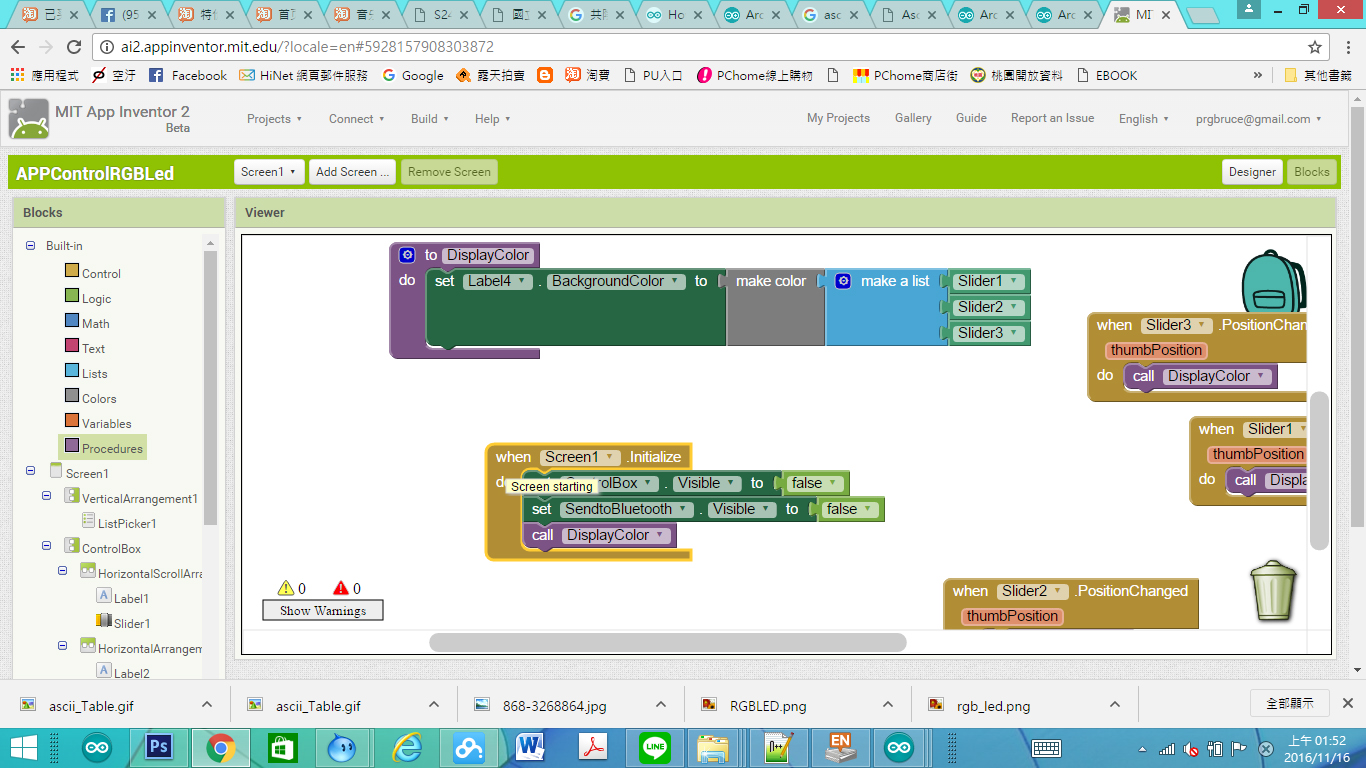 已買
(95
特价
首頁
S24
國立
共陽
Ho
Arc
asc
Asc
Arc
Arc
MI
ai2.appinventor.mit.edu/?locale=en#5928157908303872
應用程式
空汙
Facebook
HiNet 網頁郵件服務
Google
露天拍賣
淘寶
PU入口
PChome線上購物
PChome商店街
桃園開放資料
EBOOK
»
其他書籤
MIT App Inventor 2
Beta
Projects
Connect
Build
Help
My Projects
Gallery
Guide
Report an Issue
English
prgbruce@gmail.com
APPControlRGBLed
Screen1
Add Screen ...
Remove Screen
Designer
Blocks
Blocks
Viewer
Built-in
Control
Logic
Math
Text
Lists
Colors
Variables
Procedures
Screen1
VerticalArrangement1
ListPicker1
ControlBox
HorizontalScrollArra
Label1
Slider1
HorizontalArrangem
Label2
to DisplayColor
do set Label4 . BackgroundColor to make color make a list Slider1
Slider2
Slider3
when Slider3 .PositionChan
thumbPosition
do call DisplayColor
when Slider1
thumbPosition
do call Displa
when Screen1 .Initialize
Screen starting
Box . Visible to false
set SendtoBluetooth . Visible to false
call DisplayColor
when Slider2 .PositionChanged
thumbPosition
0 0
Show Warnings
ascii_Table.gif
ascii_Table.gif
868-3268864.jpg
RGBLED.png
rgb_led.png
全部顯示
EN
LINE
上午 01:52
2016/11/16